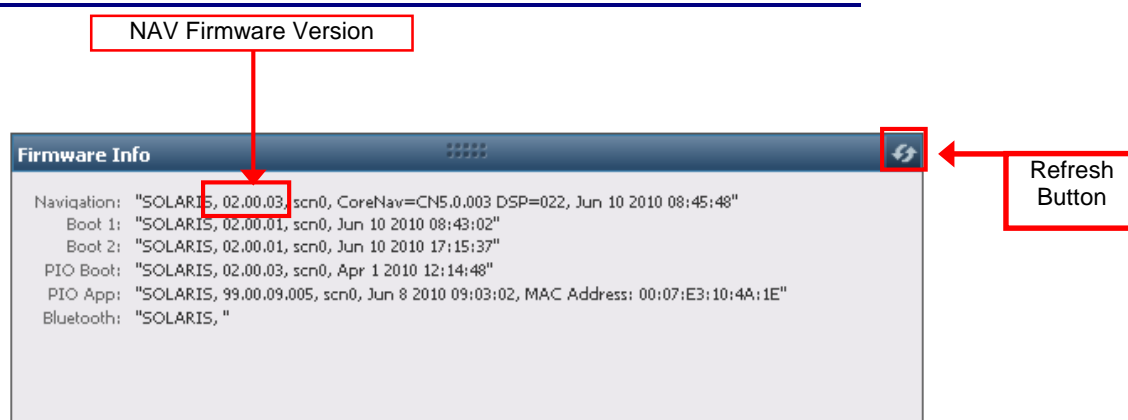 NAV Firmware Version
Firmware Info
Refresh
Button
Navigation: "SOLARIS, 02.00.03, scn0, CoreNav=CN5.0.003 DSP=022, Jun 10 2010 08:45:48"
Boot 1: "SOLARIS, 02.00.01, scn0, Jun 10 2010 08:43:02"
Boot 2: "SOLARIS, 02.00.01, scn0, Jun 10 2010 17:15:37"
PIO Boot: "SOLARIS, 02.00.03, scn0, Apr 1 2010 12:14:48"
PIO App: "SOLARIS, 99.00.09.005, scn0, Jun 8 2010 09:03:02, MAC Address: 00:07:E3:10:4A:1E"
Bluetooth: "SOLARIS, "